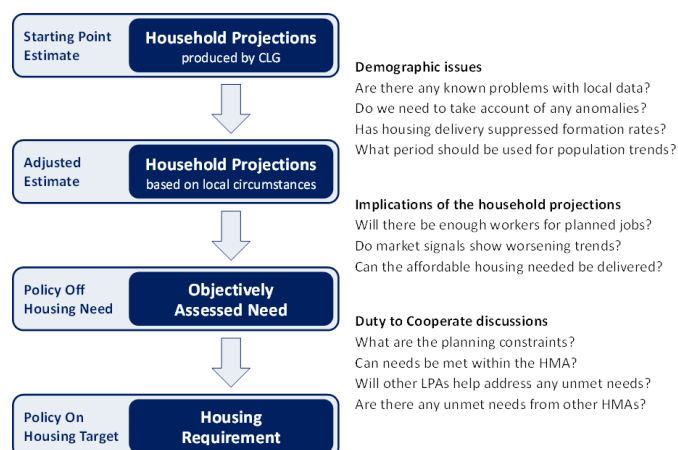 Starting Point
Estimate
Household Projections
produced by CLG
Demographic issues
Are there any known problems with local data?
Do we need to take account of any anomalies?
Has housing delivery suppressed formation rates?
What period should be used for population trends?
Adjusted
Estimate
Household Projections
based on local circumstances
Implications of the household projections
Will there be enough workers for planned jobs?
Do market signals show worsening trends?
Can the affordable housing needed be delivered?
Policy Off
Housing Need
Objectively
Assessed Need
Duty to Cooperate discussions
What are the planning constraints?
Can needs be met within the HMA?
Will other LPAs help address any unmet needs?
Are there any unmet needs from other HMAs?
Policy On
Housing Target
Housing
Requirement